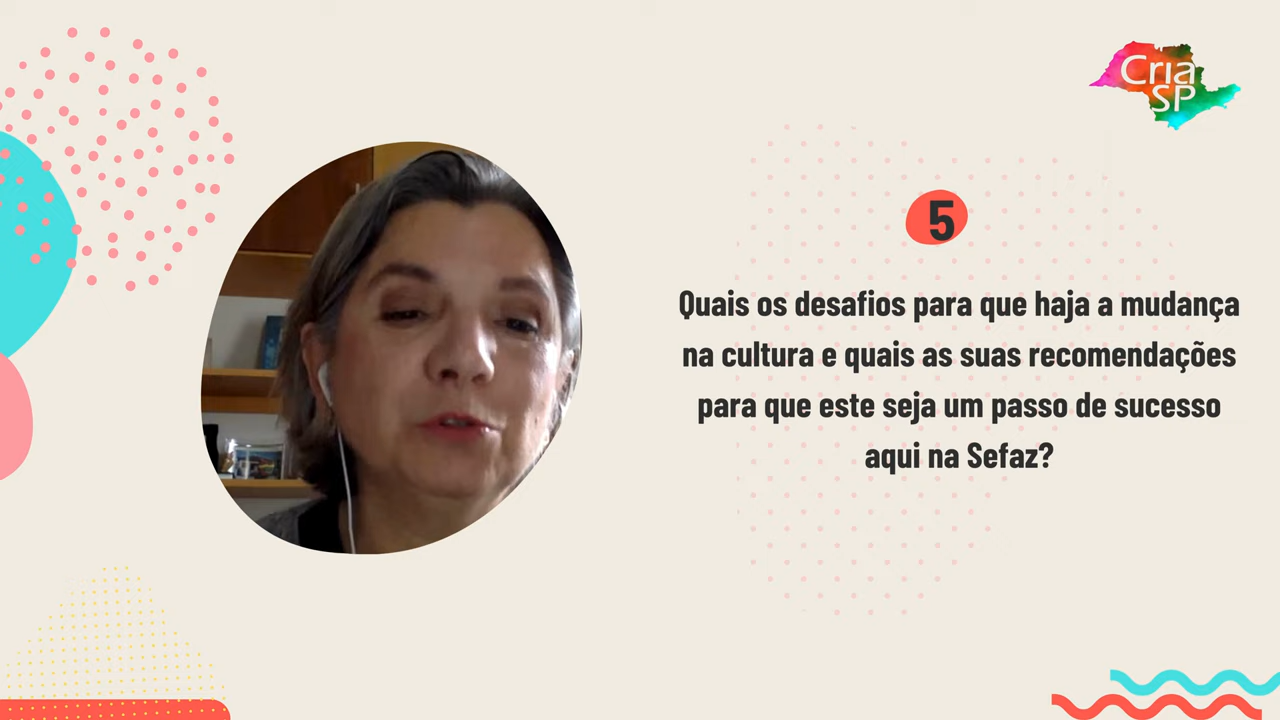 Cria
SP
5
Quais os desafios para que haja a mudança
na cultura e quais as suas recomendações
para que este seja um passo de sucesso
aqui na Sefaz?